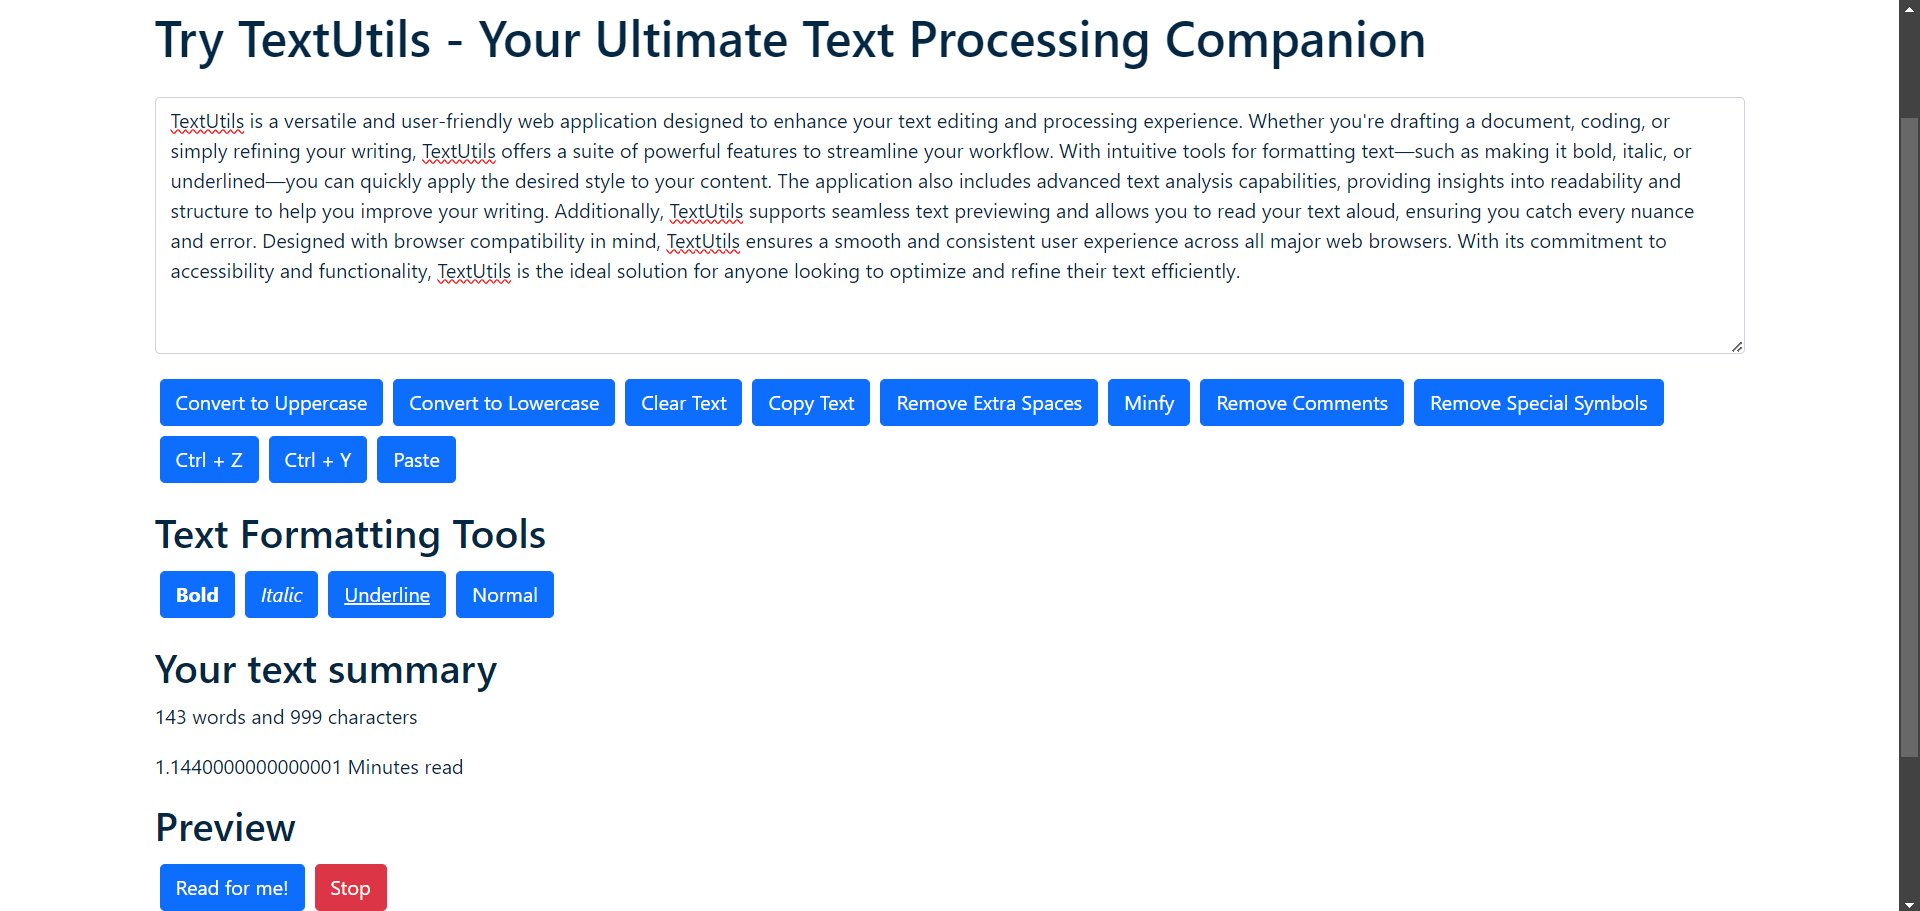 Try TextUtils - Your Ultimate Text Processing Companion
TextUtils is a versatile and user-friendly web application designed to enhance your text editing and processing experience. Whether you're drafting a document, coding, or
simply refining your writing, TextUtils offers a suite of powerful features to streamline your workflow. With intuitive tools for formatting text—such as making it bold, italic, or
underlined—you can quickly apply the desired style to your content. The application also includes advanced text analysis capabilities, providing insights into readability and
structure to help you improve your writing. Additionally, TextUtils supports seamless text previewing and allows you to read your text aloud, ensuring you catch every nuance
and error. Designed with browser compatibility in mind, TextUtils ensures a smooth and consistent user experience across all major web browsers. With its commitment to
accessibility and functionality, TextUtils is the ideal solution for anyone looking to optimize and refine their text efficiently.
Convert to Uppercase Convert to Lowercase Clear Text Copy Text Remove Extra Spaces Minfy Remove Comments Remove Special Symbols
Ctrl + Z Ctrl + Y Paste
Text Formatting Tools
Bold Italic Underline Normal
Your text summary
143 words and 999 characters
1.1440000000000001 Minutes read
Preview
Read for me! Stop